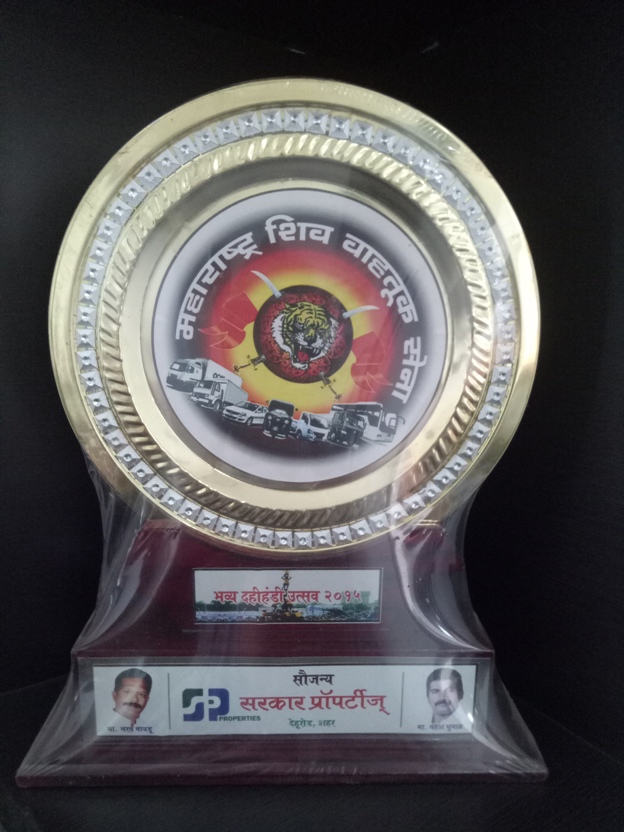 महाराष्ट्र शिव वाहतूक सेना
भव्य दहीहंडी उत्सव २०१५
सौजन्य
SP PROPERTIES
सरकार प्रॉपर्टीज्
देहूरोड, शहर